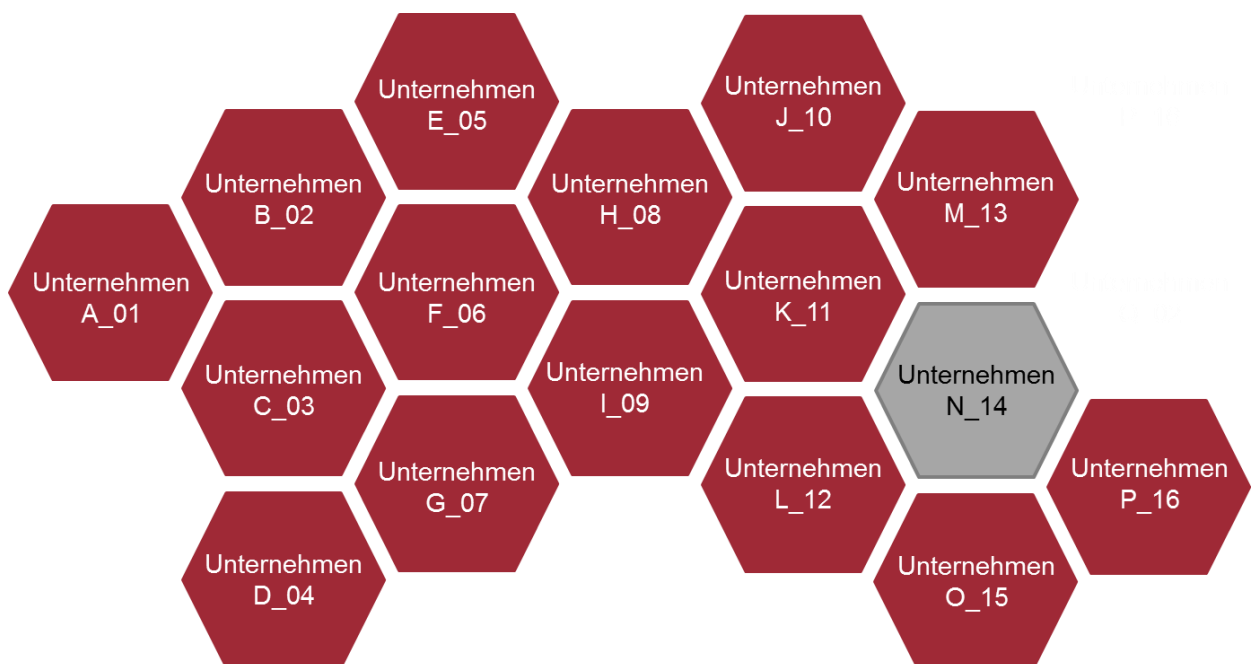 Unternehmen
A_01
Unternehmen
B_02
Unternehmen
C_03
Unternehmen
D_04
Unternehmen
E_05
Unternehmen
F_06
Unternehmen
G_07
Unternehmen
H_08
Unternehmen
I_09
Unternehmen
J_10
Unternehmen
K_11
Unternehmen
L_12
Unternehmen
M_13
Unternehmen
N_14
Unternehmen
O_15
Unternehmen
P_16